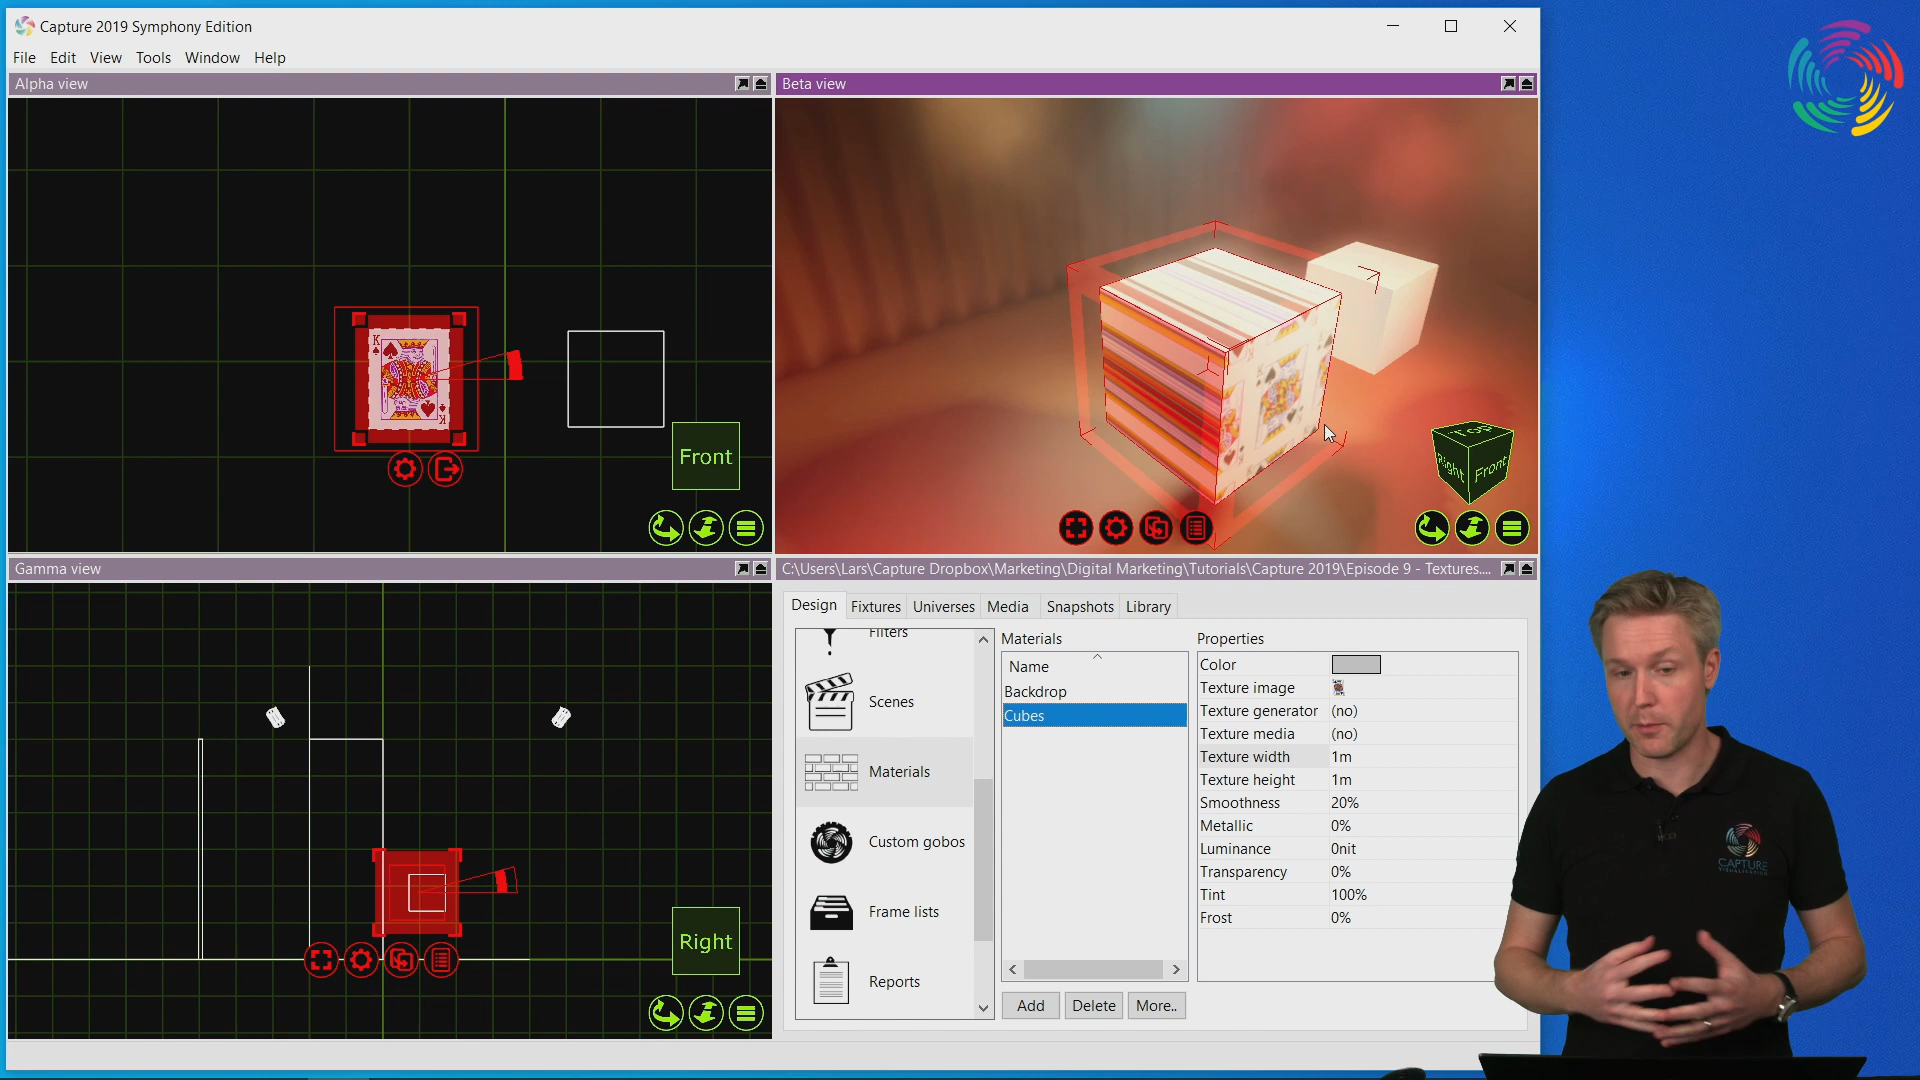 Capture 2019 Symphony Edition
File Edit View Tools Window Help
Alpha view
Beta view
K
K
Front
Top
Right
Front
Gamma view
C:\Users\Lars\Capture Dropbox\Marketing\Digital Marketing\Tutorials\Capture 2019\Episode 9 - Textures....
Right
Design Fixtures Universes Media Snapshots Library
Filters
Scenes
Materials
Custom gobos
Frame lists
Reports
Materials
Name
Backdrop
Cubes
Add Delete More..
Properties
Color
Texture image
Texture generator (no)
Texture media (no)
Texture width 1m
Texture height 1m
Smoothness 20%
Metallic 0%
Luminance 0nit
Transparency 0%
Tint 100%
Frost 0%
CAPTURE
VISUALISATION